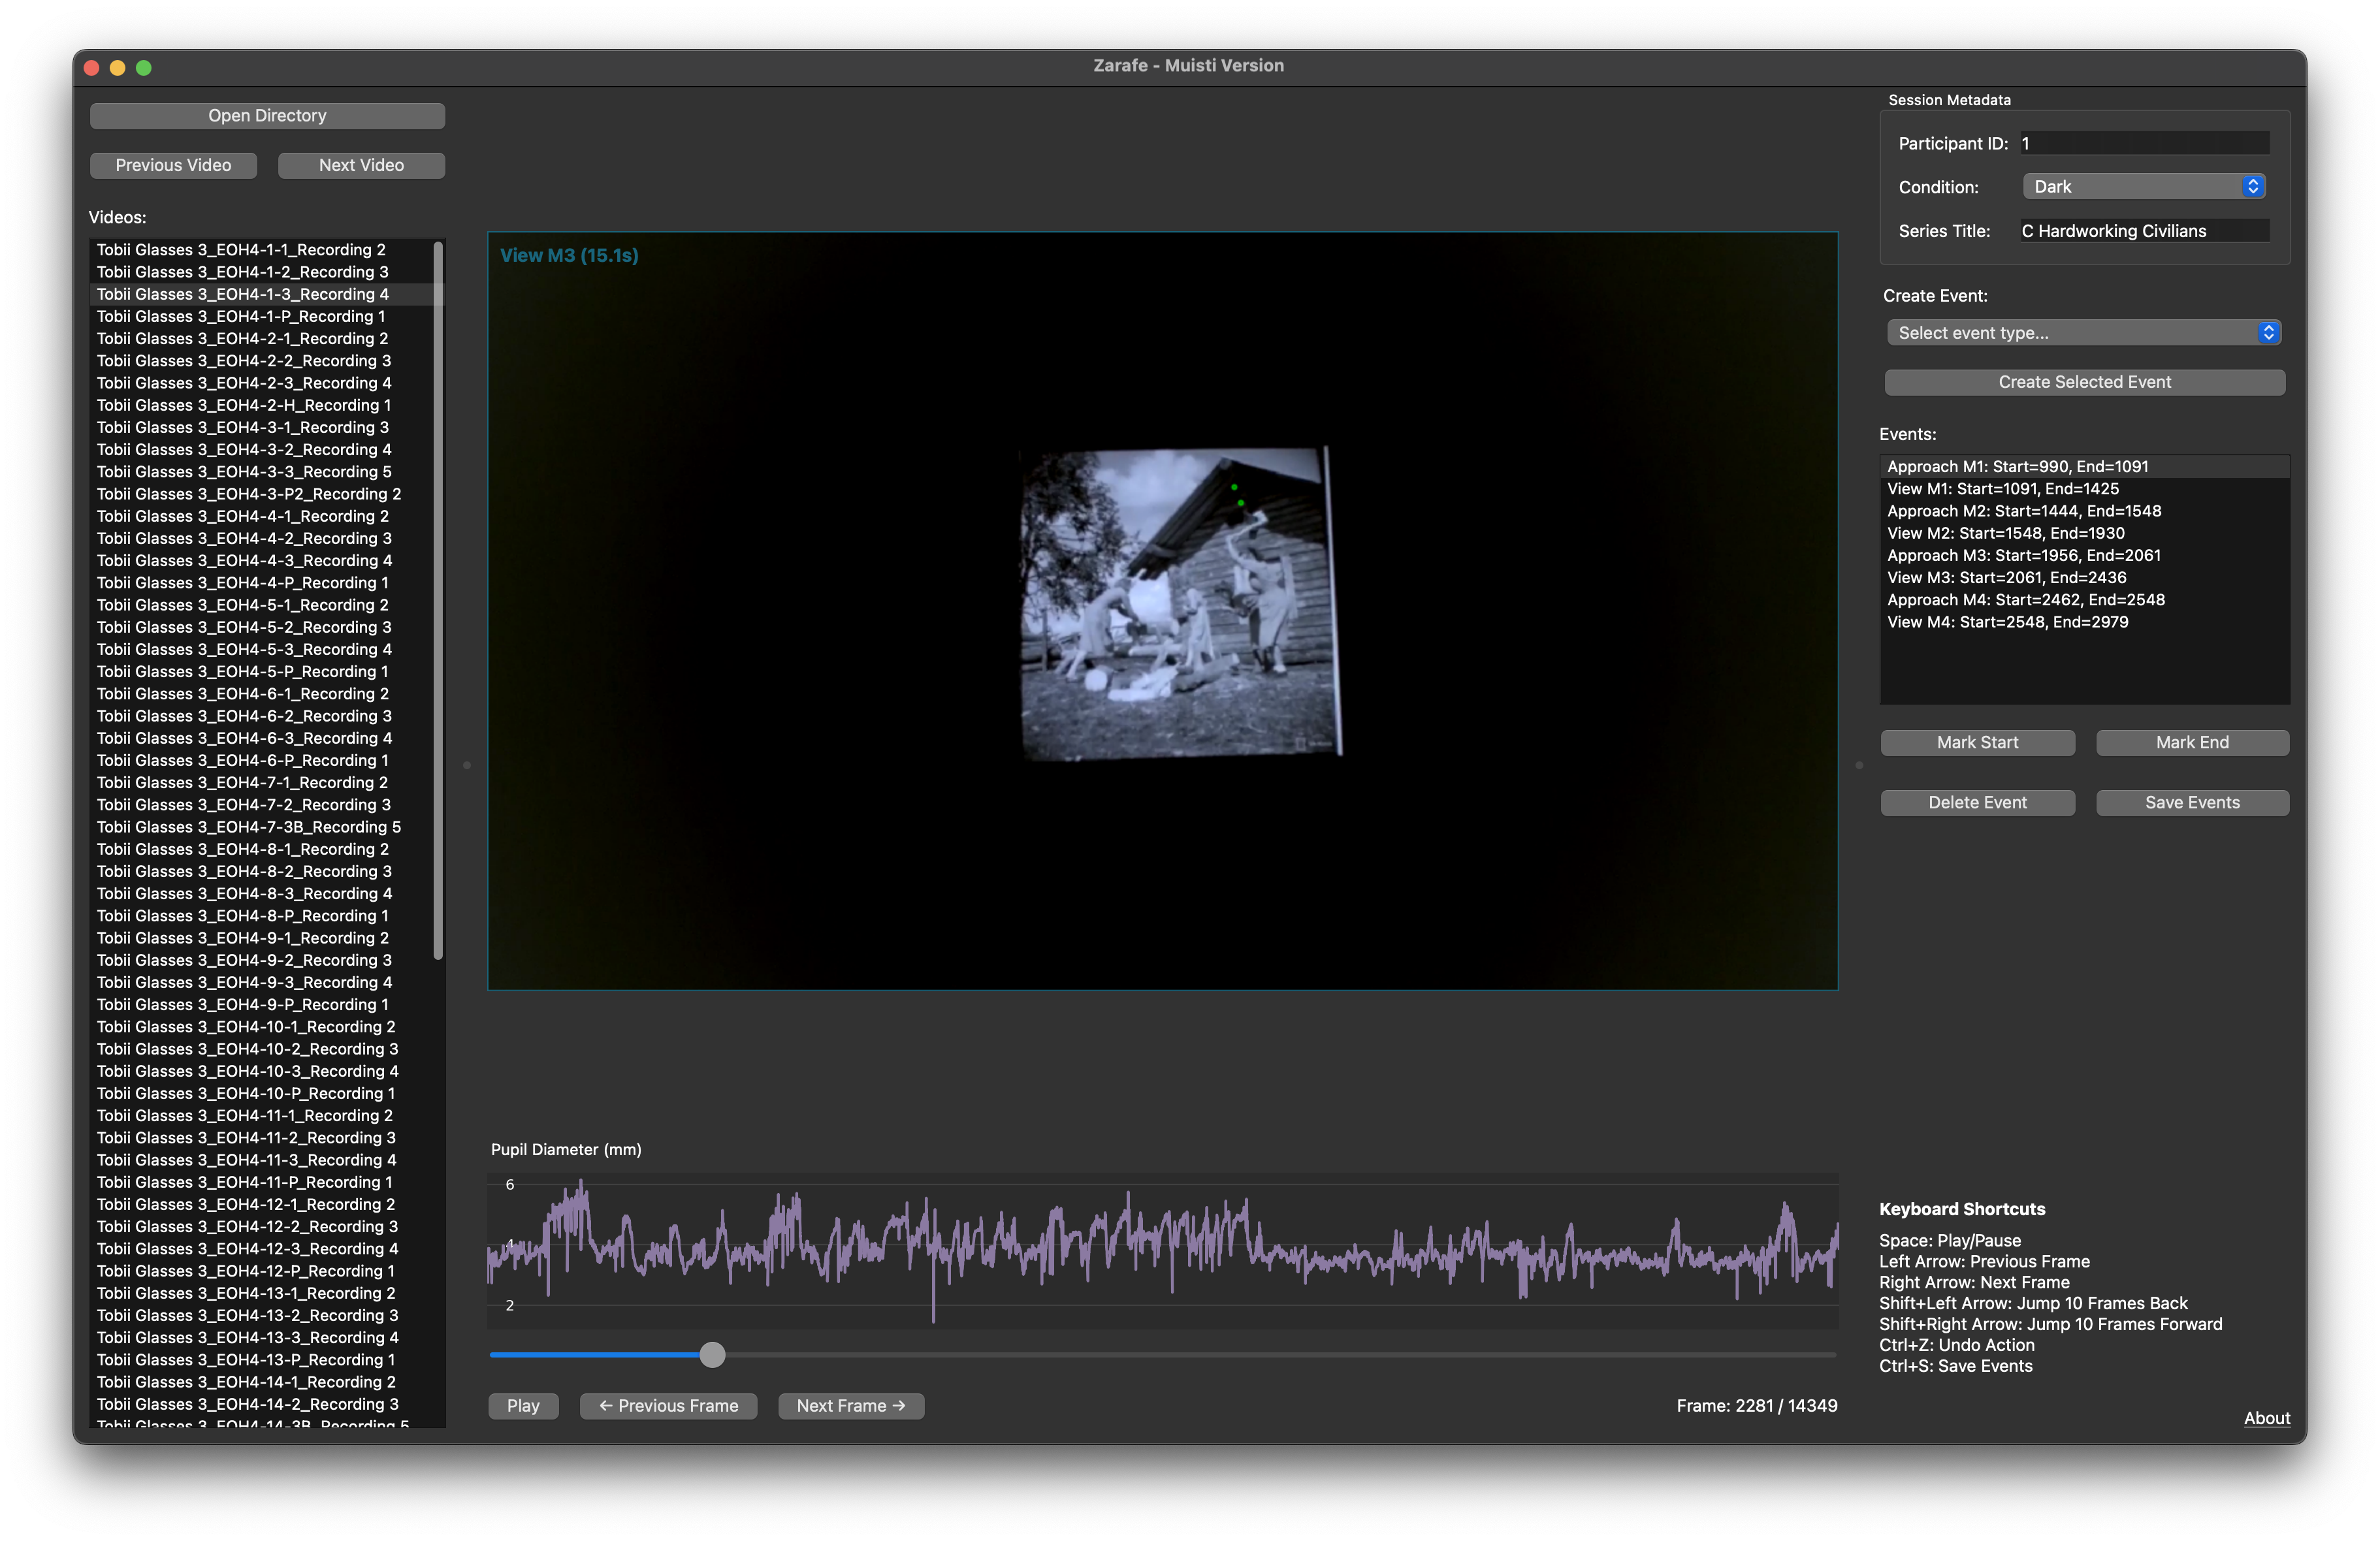 Zarafe - Muisti Version
Open Directory
Previous Video
Next Video
Videos:
Tobii Glasses 3_EOH4-1-1_Recording 2
Tobii Glasses 3_EOH4-1-2_Recording 3
Tobii Glasses 3_EOH4-1-3_Recording 4
Tobii Glasses 3_EOH4-1-P_Recording 1
Tobii Glasses 3_EOH4-2-1_Recording 2
Tobii Glasses 3_EOH4-2-2_Recording 3
Tobii Glasses 3_EOH4-2-3_Recording 4
Tobii Glasses 3_EOH4-2-H_Recording 1
Tobii Glasses 3_EOH4-3-1_Recording 3
Tobii Glasses 3_EOH4-3-2_Recording 4
Tobii Glasses 3_EOH4-3-3_Recording 5
Tobii Glasses 3_EOH4-3-P2_Recording 2
Tobii Glasses 3_EOH4-4-1_Recording 2
Tobii Glasses 3_EOH4-4-2_Recording 3
Tobii Glasses 3_EOH4-4-3_Recording 4
Tobii Glasses 3_EOH4-4-P_Recording 1
Tobii Glasses 3_EOH4-5-1_Recording 2
Tobii Glasses 3_EOH4-5-2_Recording 3
Tobii Glasses 3_EOH4-5-3_Recording 4
Tobii Glasses 3_EOH4-5-P_Recording 1
Tobii Glasses 3_EOH4-6-1_Recording 2
Tobii Glasses 3_EOH4-6-2_Recording 3
Tobii Glasses 3_EOH4-6-3_Recording 4
Tobii Glasses 3_EOH4-6-P_Recording 1
Tobii Glasses 3_EOH4-7-1_Recording 2
Tobii Glasses 3_EOH4-7-2_Recording 3
Tobii Glasses 3_EOH4-7-3B_Recording 5
Tobii Glasses 3_EOH4-8-1_Recording 2
Tobii Glasses 3_EOH4-8-2_Recording 3
Tobii Glasses 3_EOH4-8-3_Recording 4
Tobii Glasses 3_EOH4-8-P_Recording 1
Tobii Glasses 3_EOH4-9-1_Recording 2
Tobii Glasses 3_EOH4-9-2_Recording 3
Tobii Glasses 3_EOH4-9-3_Recording 4
Tobii Glasses 3_EOH4-9-P_Recording 1
Tobii Glasses 3_EOH4-10-1_Recording 2
Tobii Glasses 3_EOH4-10-2_Recording 3
Tobii Glasses 3_EOH4-10-3_Recording 4
Tobii Glasses 3_EOH4-10-P_Recording 1
Tobii Glasses 3_EOH4-11-1_Recording 2
Tobii Glasses 3_EOH4-11-2_Recording 3
Tobii Glasses 3_EOH4-11-3_Recording 4
Tobii Glasses 3_EOH4-11-P_Recording 1
Tobii Glasses 3_EOH4-12-1_Recording 2
Tobii Glasses 3_EOH4-12-2_Recording 3
Tobii Glasses 3_EOH4-12-3_Recording 4
Tobii Glasses 3_EOH4-12-P_Recording 1
Tobii Glasses 3_EOH4-13-1_Recording 2
Tobii Glasses 3_EOH4-13-2_Recording 3
Tobii Glasses 3_EOH4-13-3_Recording 4
Tobii Glasses 3_EOH4-13-P_Recording 1
Tobii Glasses 3_EOH4-14-1_Recording 2
Tobii Glasses 3_EOH4-14-2_Recording 3
Tobii Glasses 3_EOH4-14-3B_Recording 5
View M3 (15.1s)
Pupil Diameter (mm)
6
4
2
Play
← Previous Frame
Next Frame →
Frame: 2281 / 14349
Session Metadata
Participant ID: 1
Condition: Dark
Series Title: C Hardworking Civilians
Create Event:
Select event type...
Create Selected Event
Events:
Approach M1: Start=990, End=1091
View M1: Start=1091, End=1425
Approach M2: Start=1444, End=1548
View M2: Start=1548, End=1930
Approach M3: Start=1956, End=2061
View M3: Start=2061, End=2436
Approach M4: Start=2462, End=2548
View M4: Start=2548, End=2979
Mark Start
Mark End
Delete Event
Save Events
Keyboard Shortcuts
Space: Play/Pause
Left Arrow: Previous Frame
Right Arrow: Next Frame
Shift+Left Arrow: Jump 10 Frames Back
Shift+Right Arrow: Jump 10 Frames Forward
Ctrl+Z: Undo Action
Ctrl+S: Save Events
About